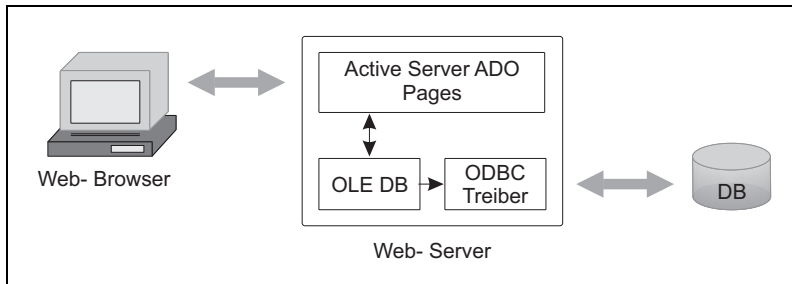 Active Server ADO
Pages
OLE DB
ODBC
Treiber
Web- Browser
DB
Web- Server